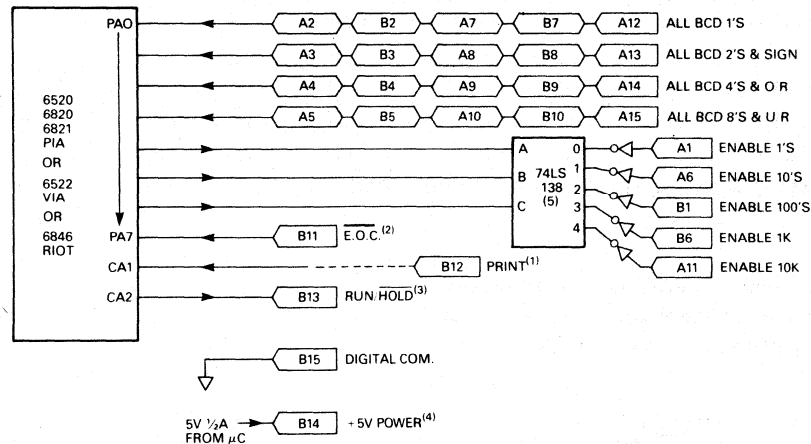 PA0 A2 B2 A7 B7 A12 ALL BCD 1'S
A3 B3 A8 B8 A13 ALL BCD 2'S & SIGN
A4 B4 A9 B9 A14 ALL BCD 4'S & O R
A5 B5 A10 B10 A15 ALL BCD 8'S & U R
6520
6820
6821
PIA
OR
6522
VIA
OR
6846
RIOT
A 0 A1 ENABLE 1'S
B 74LS 1 A6 ENABLE 10'S
138 2 B1 ENABLE 100'S
(5)
C 3 B6 ENABLE 1K
4 A11 ENABLE 10K
PA7 B11 E.O.C.(2)
CA1 B12 PRINT(1)
CA2 B13 RUN/HOLD(3)
B15 DIGITAL COM.
5V ½A B14 +5V POWER(4)
FROM μC